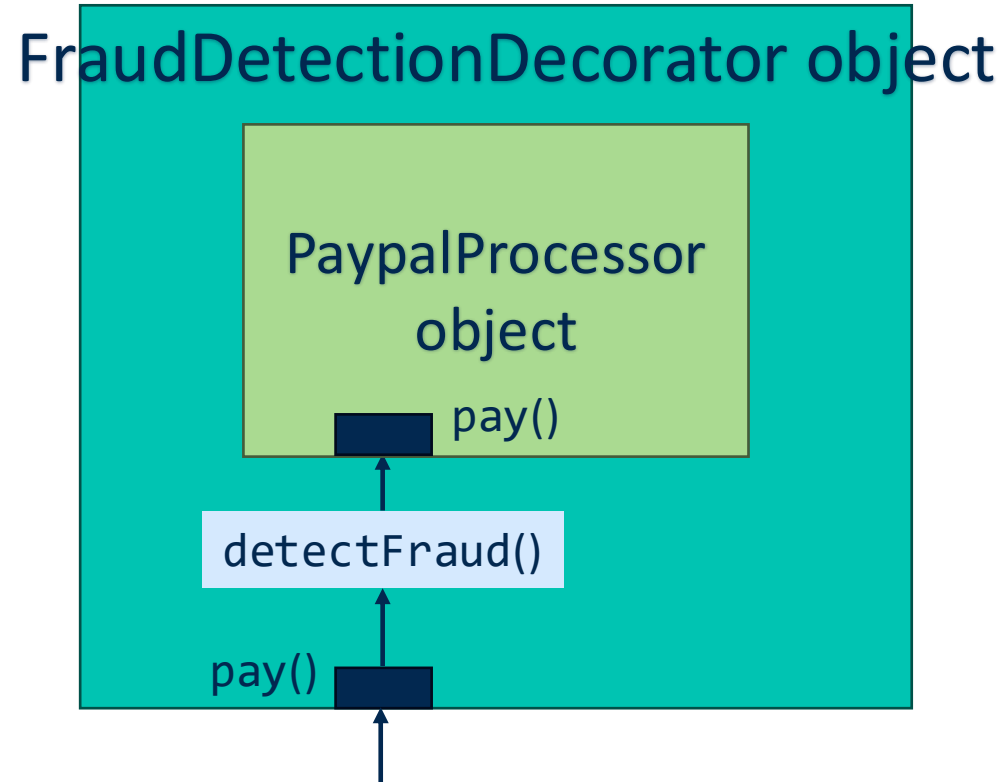 FraudDetectionDecorator object
PaypalProcessor
object
pay()
detectFraud()
pay()